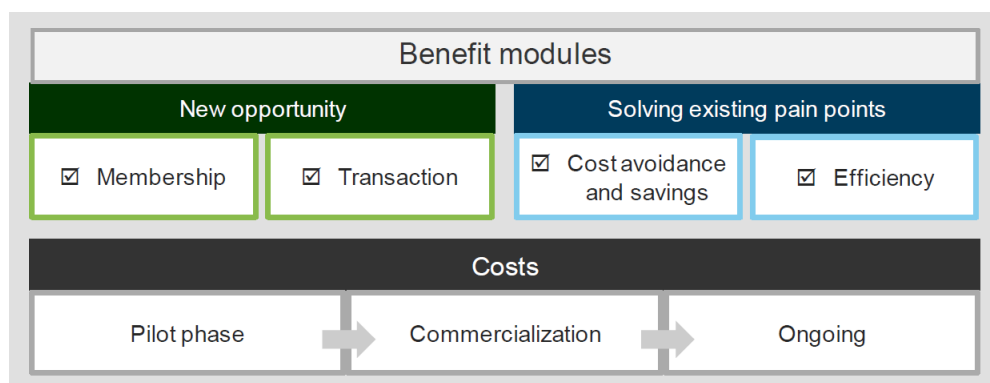 Benefit modules
New opportunity
Solving existing pain points
☑ Membership
☑ Transaction
☑ Cost avoidance
and savings
☑ Efficiency
Costs
Pilot phase
Commercialization
Ongoing